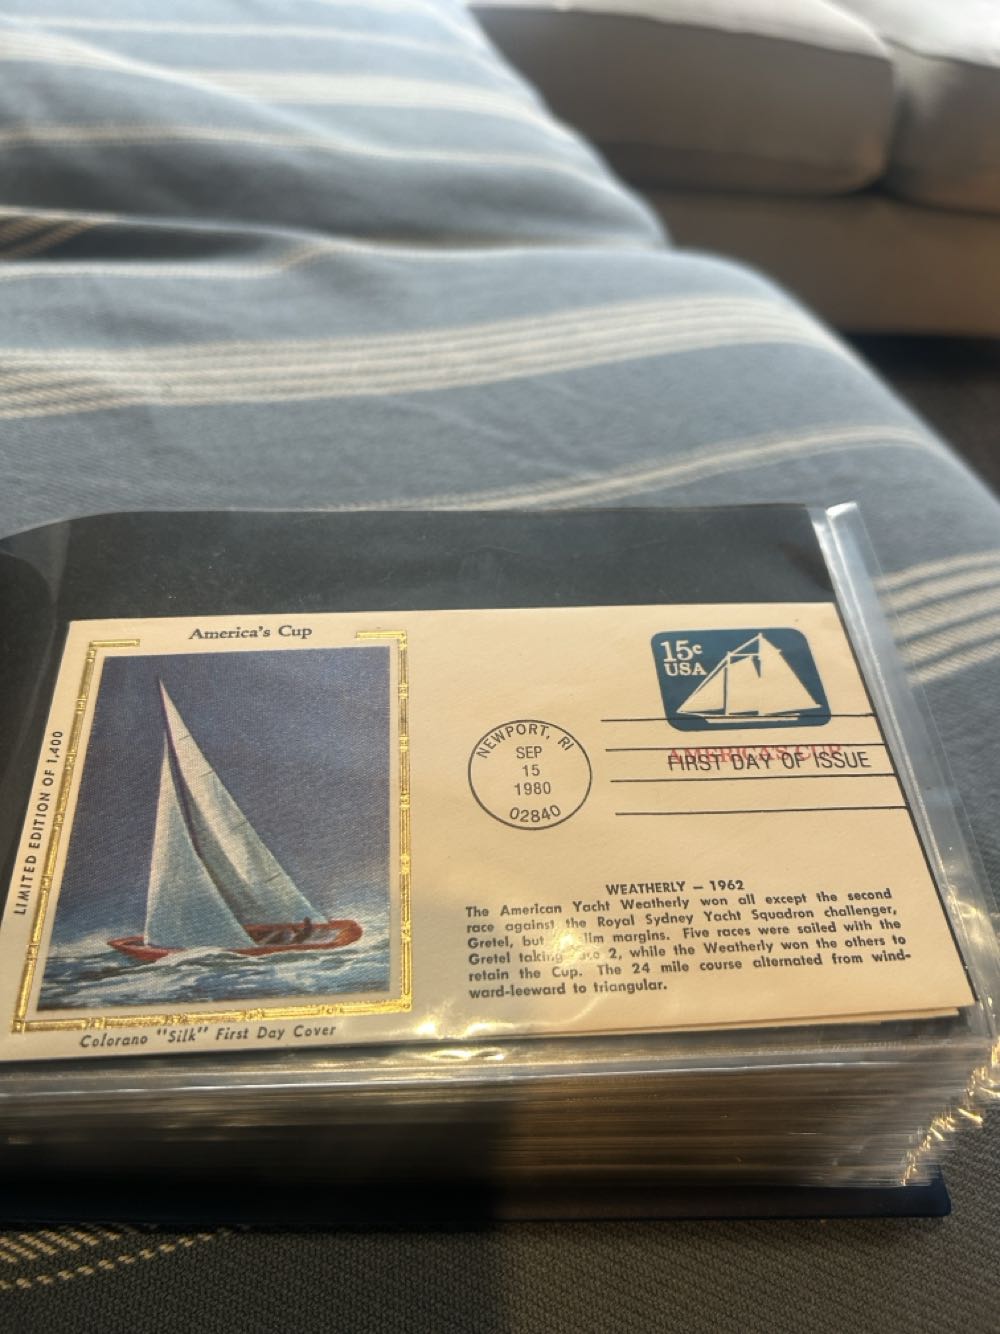 America's Cup
LIMITED EDITION OF 1,400
Colorano "Silk" First Day Cover
15c
USA
AMERICA'S CUP
FIRST DAY OF ISSUE
NEWPORT, RI
SEP
15
1980
02840
WEATHERLY – 1962
The American Yacht Weatherly won all except the second
race against the Royal Sydney Yacht Squadron challenger,
Gretel, but slim margins. Five races were sailed with the
Gretel taking 2, while the Weatherly won the others to
retain the Cup. The 24 mile course alternated from wind-
ward-leeward to triangular.